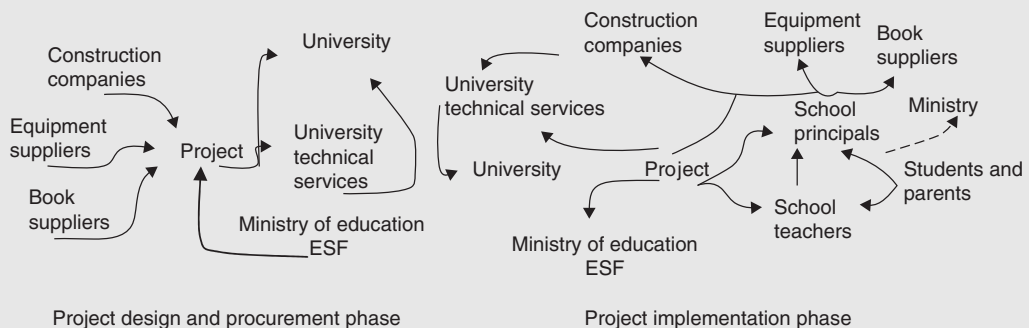 Construction
companies
Equipment
suppliers
Book
suppliers
Project
University
University
technical
services
Ministry of education
ESF
Project design and procurement phase
Construction
companies
Equipment
suppliers
Book
suppliers
University
technical services
School
principals
Ministry
University
Project
Students and
parents
School
teachers
Ministry of education
ESF
Project implementation phase